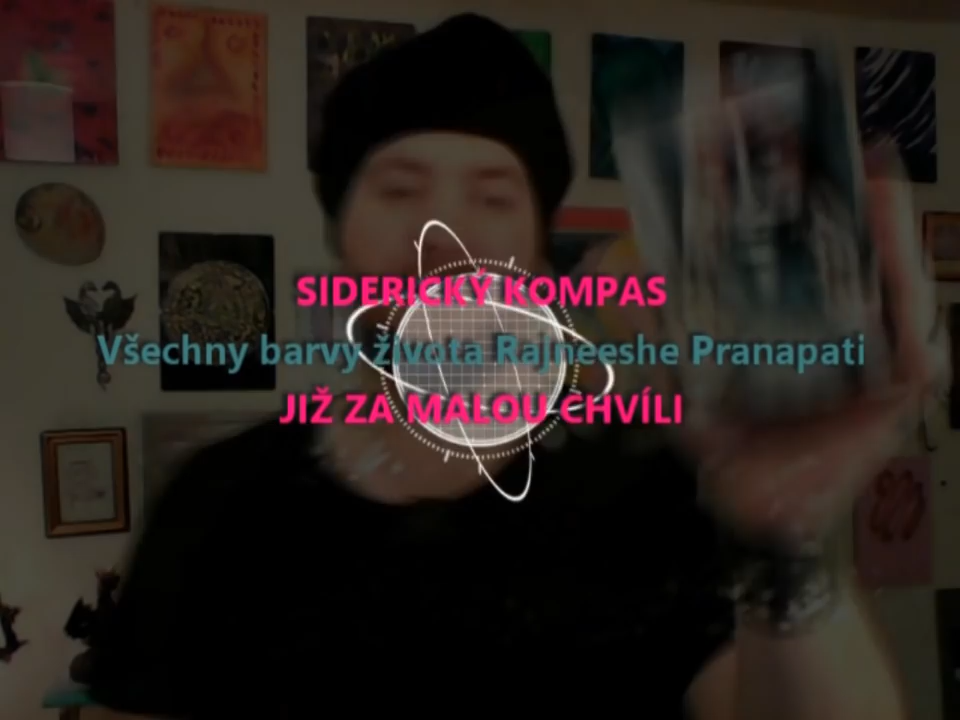 SIDERICKÝ KOMPAS
Všechny barvy života Rajneeshe Pranapati
JIŽ ZA MALOU CHVÍLI